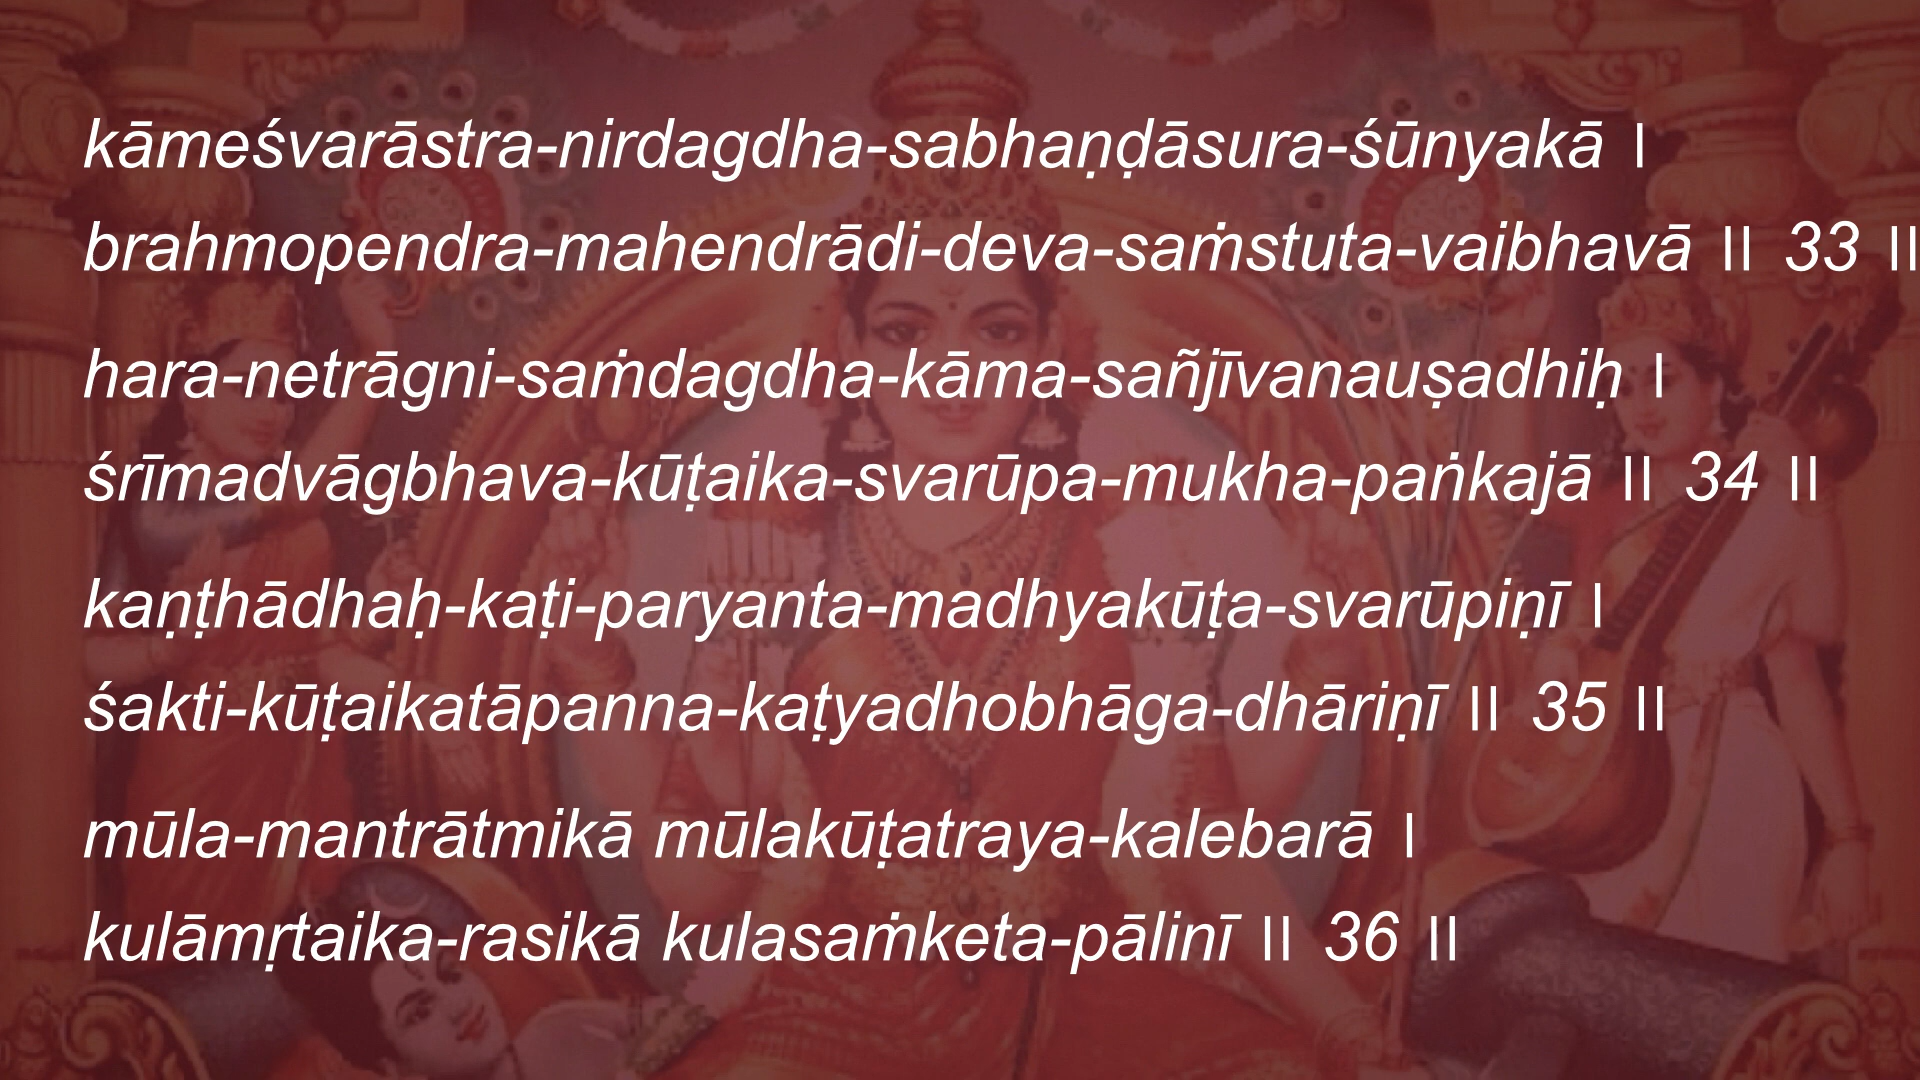 kāmeśvarāstra-nirdagdha-sabhaṇḍāsura-śūnyakā ।
brahmopendra-mahendrādi-deva-saṁstuta-vaibhavā ॥ 33 ॥
hara-netrāgni-saṁdagdha-kāma-sañjīvanauṣadhiḥ ।
śrīmadvāgbhava-kūṭaika-svarūpa-mukha-paṅkajā ॥ 34 ॥
kaṇṭhādhaḥ-kaṭi-paryanta-madhyakūṭa-svarūpiṇī ।
śakti-kūṭaikatāpanna-kaṭyadhobhāga-dhāriṇī ॥ 35 ॥
mūla-mantrātmikā mūlakūṭatraya-kalebarā ।
kulāmṛtaika-rasikā kulasaṁketa-pālinī ॥ 36 ॥